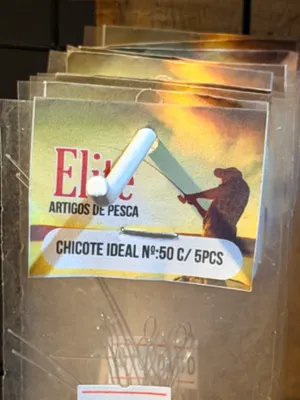 Elite
ARTIGOS DE PESCA
CHICOTE IDEAL Nº:50 C/ 5PCS